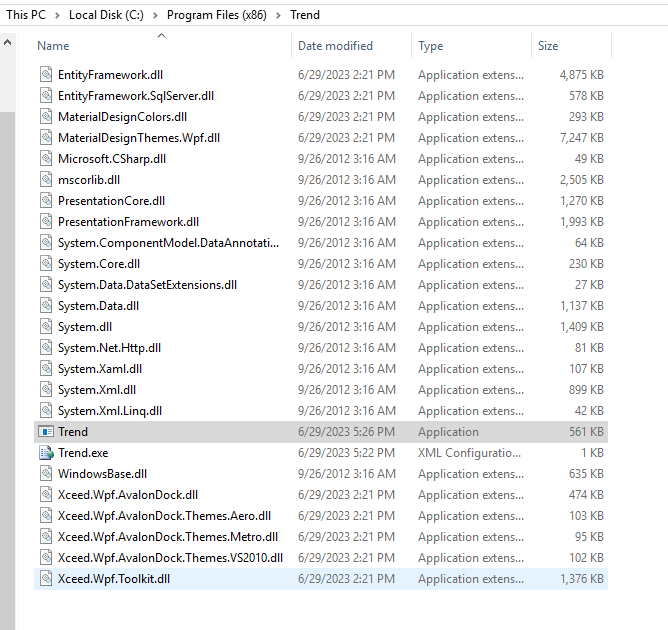 This PC > Local Disk (C:) > Program Files (x86) > Trend
Name Date modified Type Size
EntityFramework.dll 6/29/2023 2:21 PM Application extens... 4,875 KB
EntityFramework.SqlServer.dll 6/29/2023 2:21 PM Application extens... 578 KB
MaterialDesignColors.dll 6/29/2023 2:21 PM Application extens... 293 KB
MaterialDesignThemes.Wpf.dll 6/29/2023 2:21 PM Application extens... 7,247 KB
Microsoft.CSharp.dll 9/26/2012 3:16 AM Application extens... 49 KB
mscorlib.dll 9/26/2012 3:16 AM Application extens... 2,505 KB
PresentationCore.dll 9/26/2012 3:16 AM Application extens... 1,270 KB
PresentationFramework.dll 9/26/2012 3:16 AM Application extens... 1,993 KB
System.ComponentModel.DataAnnotati... 9/26/2012 3:16 AM Application extens... 64 KB
System.Core.dll 9/26/2012 3:16 AM Application extens... 230 KB
System.Data.DataSetExtensions.dll 9/26/2012 3:16 AM Application extens... 27 KB
System.Data.dll 9/26/2012 3:16 AM Application extens... 1,137 KB
System.dll 9/26/2012 3:16 AM Application extens... 1,409 KB
System.Net.Http.dll 9/26/2012 3:16 AM Application extens... 81 KB
System.Xaml.dll 9/26/2012 3:16 AM Application extens... 107 KB
System.Xml.dll 9/26/2012 3:16 AM Application extens... 899 KB
System.Xml.Linq.dll 9/26/2012 3:16 AM Application extens... 42 KB
Trend 6/29/2023 5:26 PM Application 561 KB
Trend.exe 6/29/2023 5:22 PM XML Configuratio... 1 KB
WindowsBase.dll 9/26/2012 3:16 AM Application extens... 635 KB
Xceed.Wpf.AvalonDock.dll 6/29/2023 2:21 PM Application extens... 474 KB
Xceed.Wpf.AvalonDock.Themes.Aero.dll 6/29/2023 2:21 PM Application extens... 103 KB
Xceed.Wpf.AvalonDock.Themes.Metro.dll 6/29/2023 2:21 PM Application extens... 95 KB
Xceed.Wpf.AvalonDock.Themes.VS2010.dll 6/29/2023 2:21 PM Application extens... 102 KB
Xceed.Wpf.Toolkit.dll 6/29/2023 2:21 PM Application extens... 1,376 KB